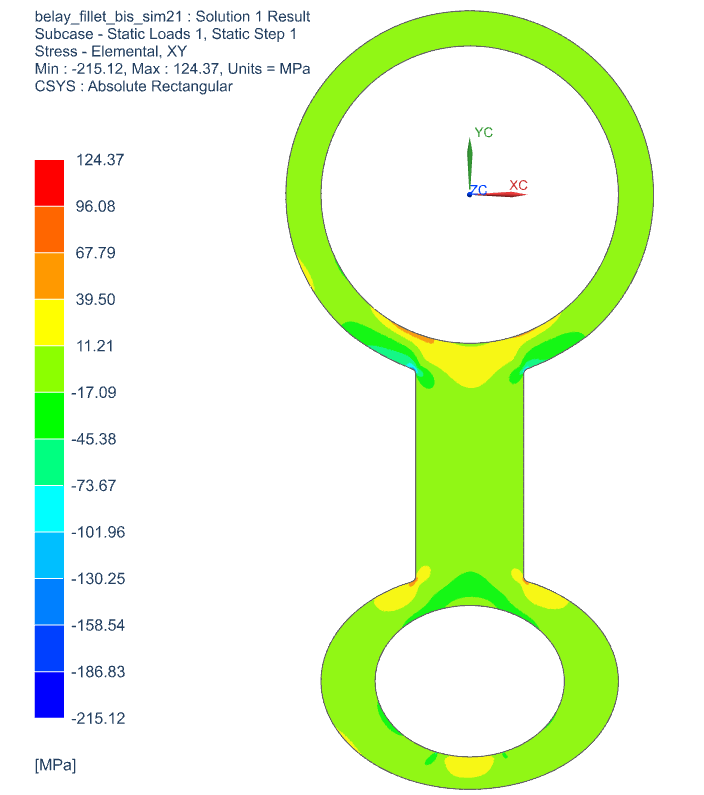 belay_fillet_bis_sim21 : Solution 1 Result
Subcase - Static Loads 1, Static Step 1
Stress - Elemental, XY
Min : -215.12, Max : 124.37, Units = MPa
CSYS : Absolute Rectangular
YC
ZC
XC
124.37
96.08
67.79
39.50
11.21
-17.09
-45.38
-73.67
-101.96
-130.25
-158.54
-186.83
-215.12
[MPa]